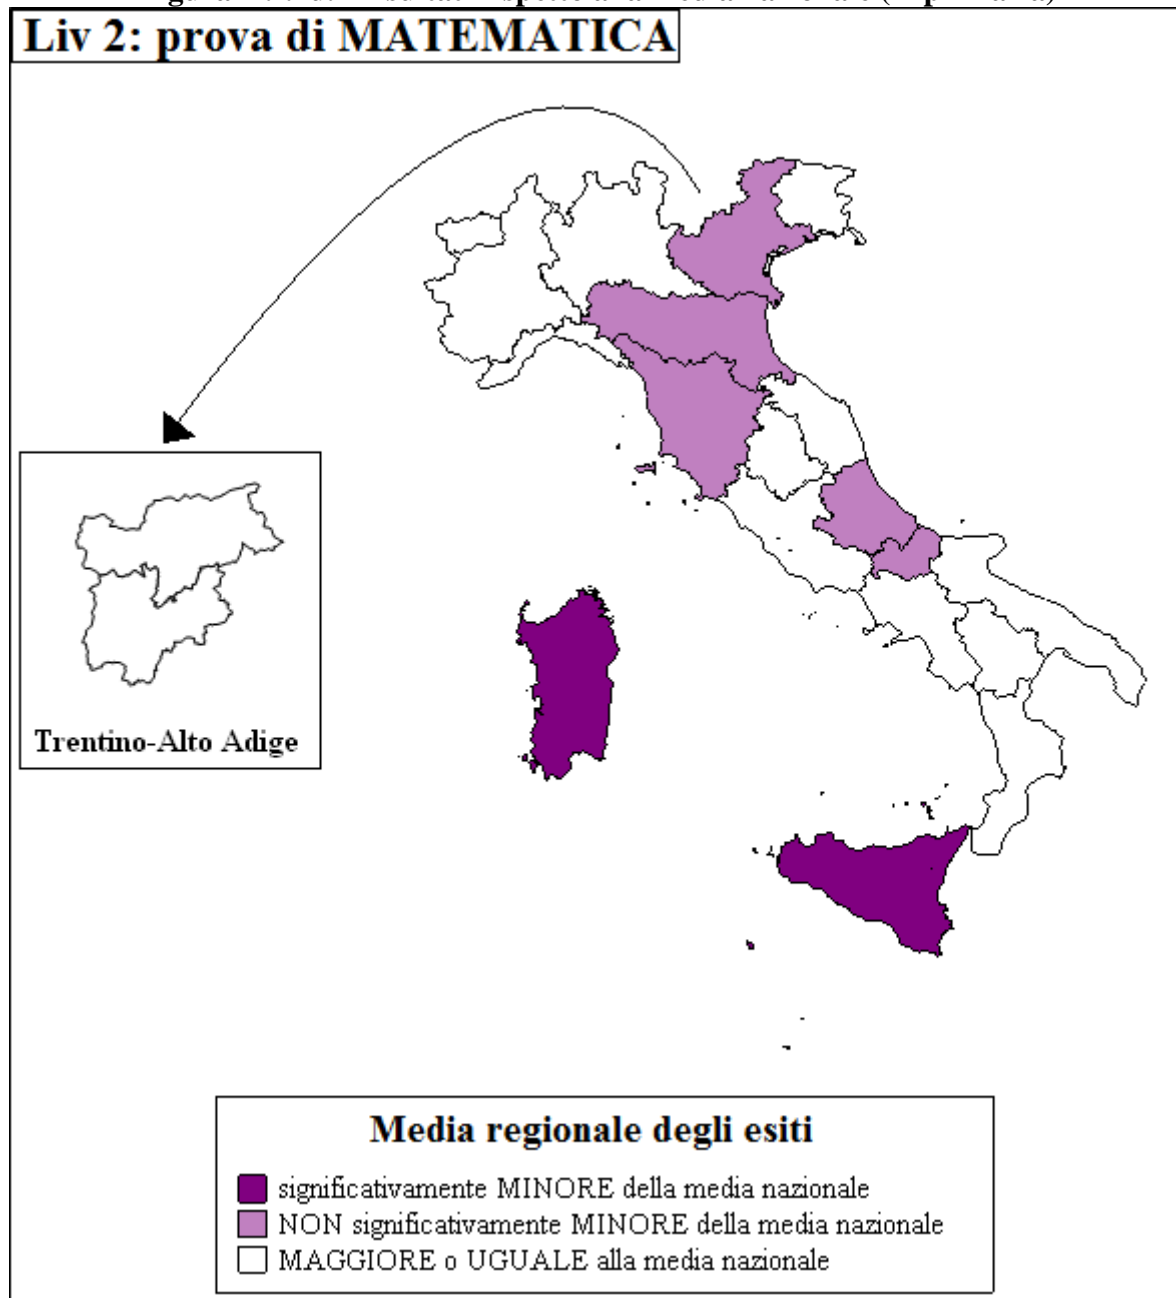 Liv 2: prova di MATEMATICA
Trentino-Alto Adige
Media regionale degli esiti
significativamente MINORE della media nazionale
NON significativamente MINORE della media nazionale
MAGGIORE o UGUALE alla media nazionale